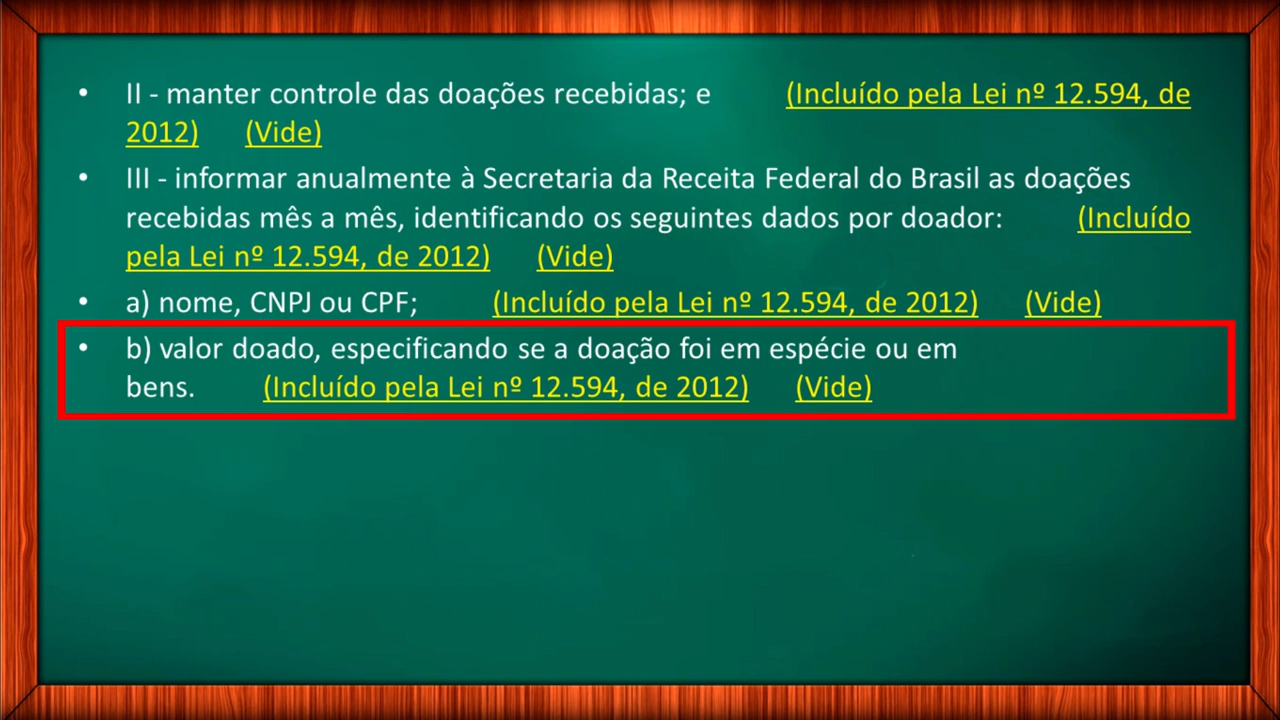 • II - manter controle das doações recebidas; e (Incluído pela Lei nº 12.594, de
2012) (Vide)
• III - informar anualmente à Secretaria da Receita Federal do Brasil as doações
recebidas mês a mês, identificando os seguintes dados por doador: (Incluído
pela Lei nº 12.594, de 2012) (Vide)
• a) nome, CNPJ ou CPF; (Incluído pela Lei nº 12.594, de 2012) (Vide)
• b) valor doado, especificando se a doação foi em espécie ou em
bens. (Incluído pela Lei nº 12.594, de 2012) (Vide)